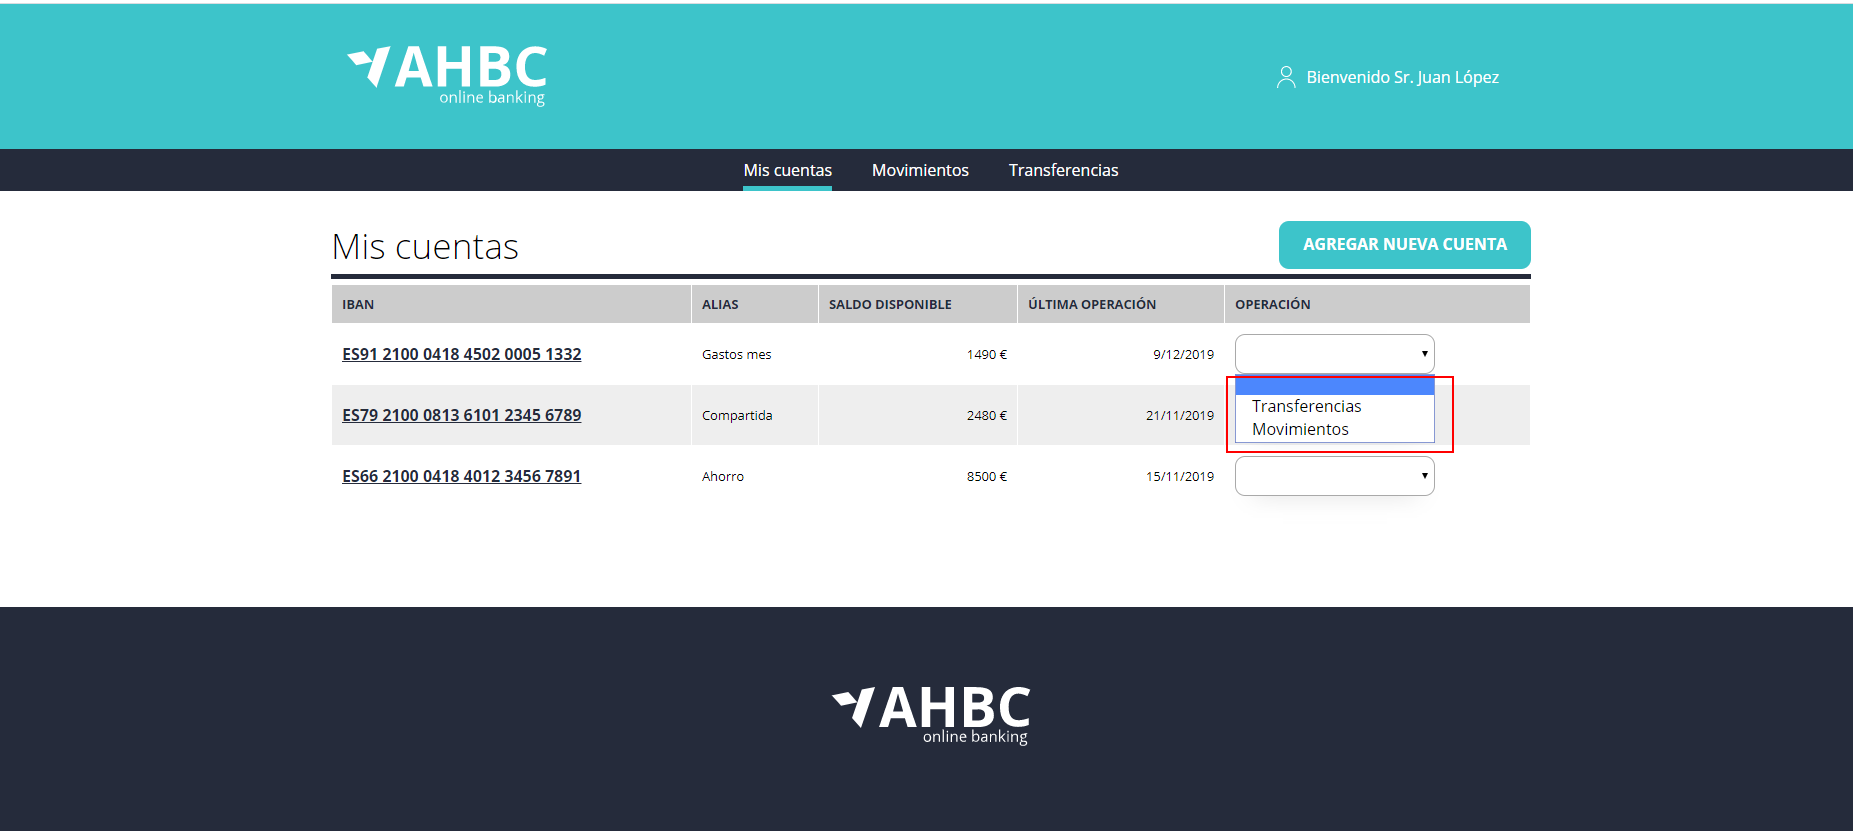 AHBC
online banking
Bienvenido Sr. Juan López
Mis cuentas Movimientos Transferencias
Mis cuentas
AGREGAR NUEVA CUENTA
IBAN ALIAS SALDO DISPONIBLE ÚLTIMA OPERACIÓN OPERACIÓN
ES91 2100 0418 4502 0005 1332 Gastos mes 1490 € 9/12/2019
ES79 2100 0813 6101 2345 6789 Compartida 2480 € 21/11/2019
Transferencias
Movimientos
ES66 2100 0418 4012 3456 7891 Ahorro 8500 € 15/11/2019
AHBC
online banking